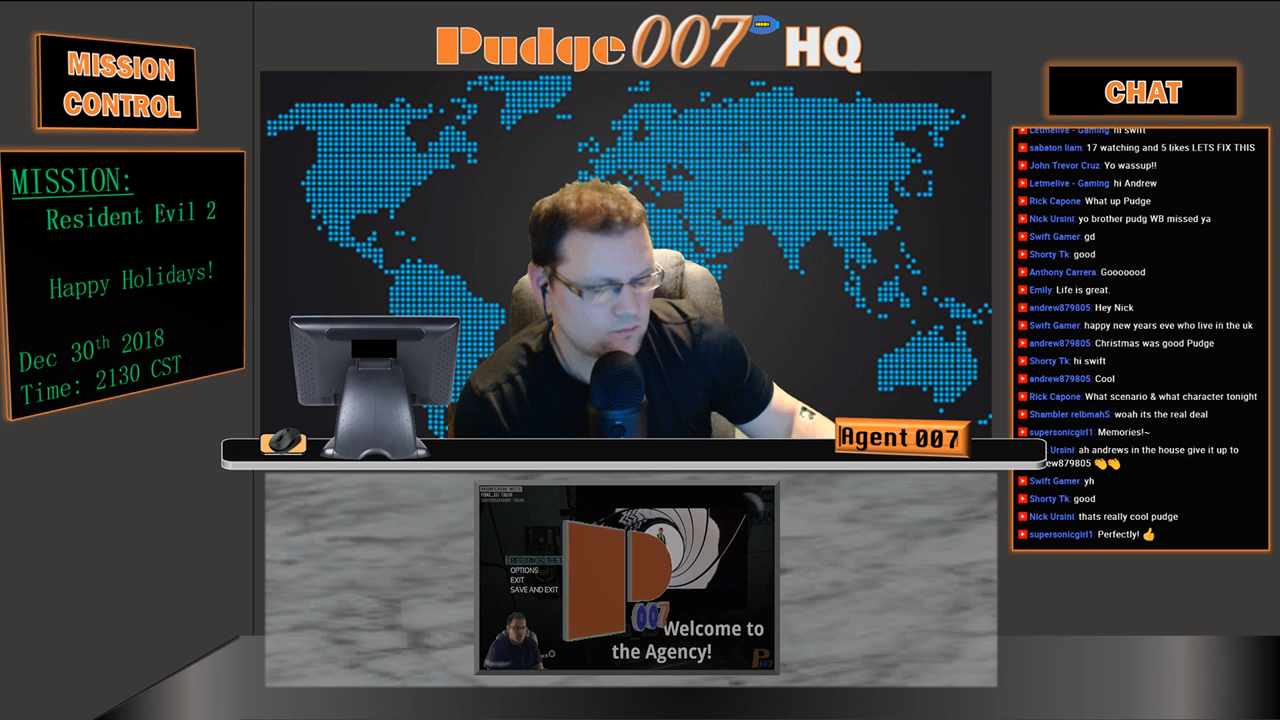 Pudge 007 HQ
MISSION
CONTROL
MISSION:
Resident Evil 2
Happy Holidays!
Dec 30th 2018
Time: 2130 CST
CHAT
Letmelive - Gaming: hi swift
sabaton liam: 17 watching and 5 likes LETS FIX THIS
John Trevor Cruz: Yo wassup!!
Letmelive - Gaming: hi Andrew
Rick Capone: What up Pudge
Nick Ursini: yo brother pudg WB missed ya
Swift Gamer: gd
Shorty Tk: good
Anthony Carrera: Gooooood
Emily: Life is great.
andrew879805: Hey Nick
Swift Gamer: happy new years eve who live in the uk
andrew879805: Christmas was good Pudge
Shorty Tk: hi swift
andrew879805: Cool
Rick Capone: What scenario & what character tonight
Shambler relbmahS: woah its the real deal
supersonicgirl1: Memories!~
Ursini: ah andrews in the house give it up to
ew879805 👏👏
Swift Gamer: yh
Shorty Tk: good
Nick Ursini: thats really cool pudge
supersonicgirl1: Perfectly! 👍
Agent 007
OPTIONS
EXIT
SAVE AND EXIT
P
007
Welcome to
the Agency!